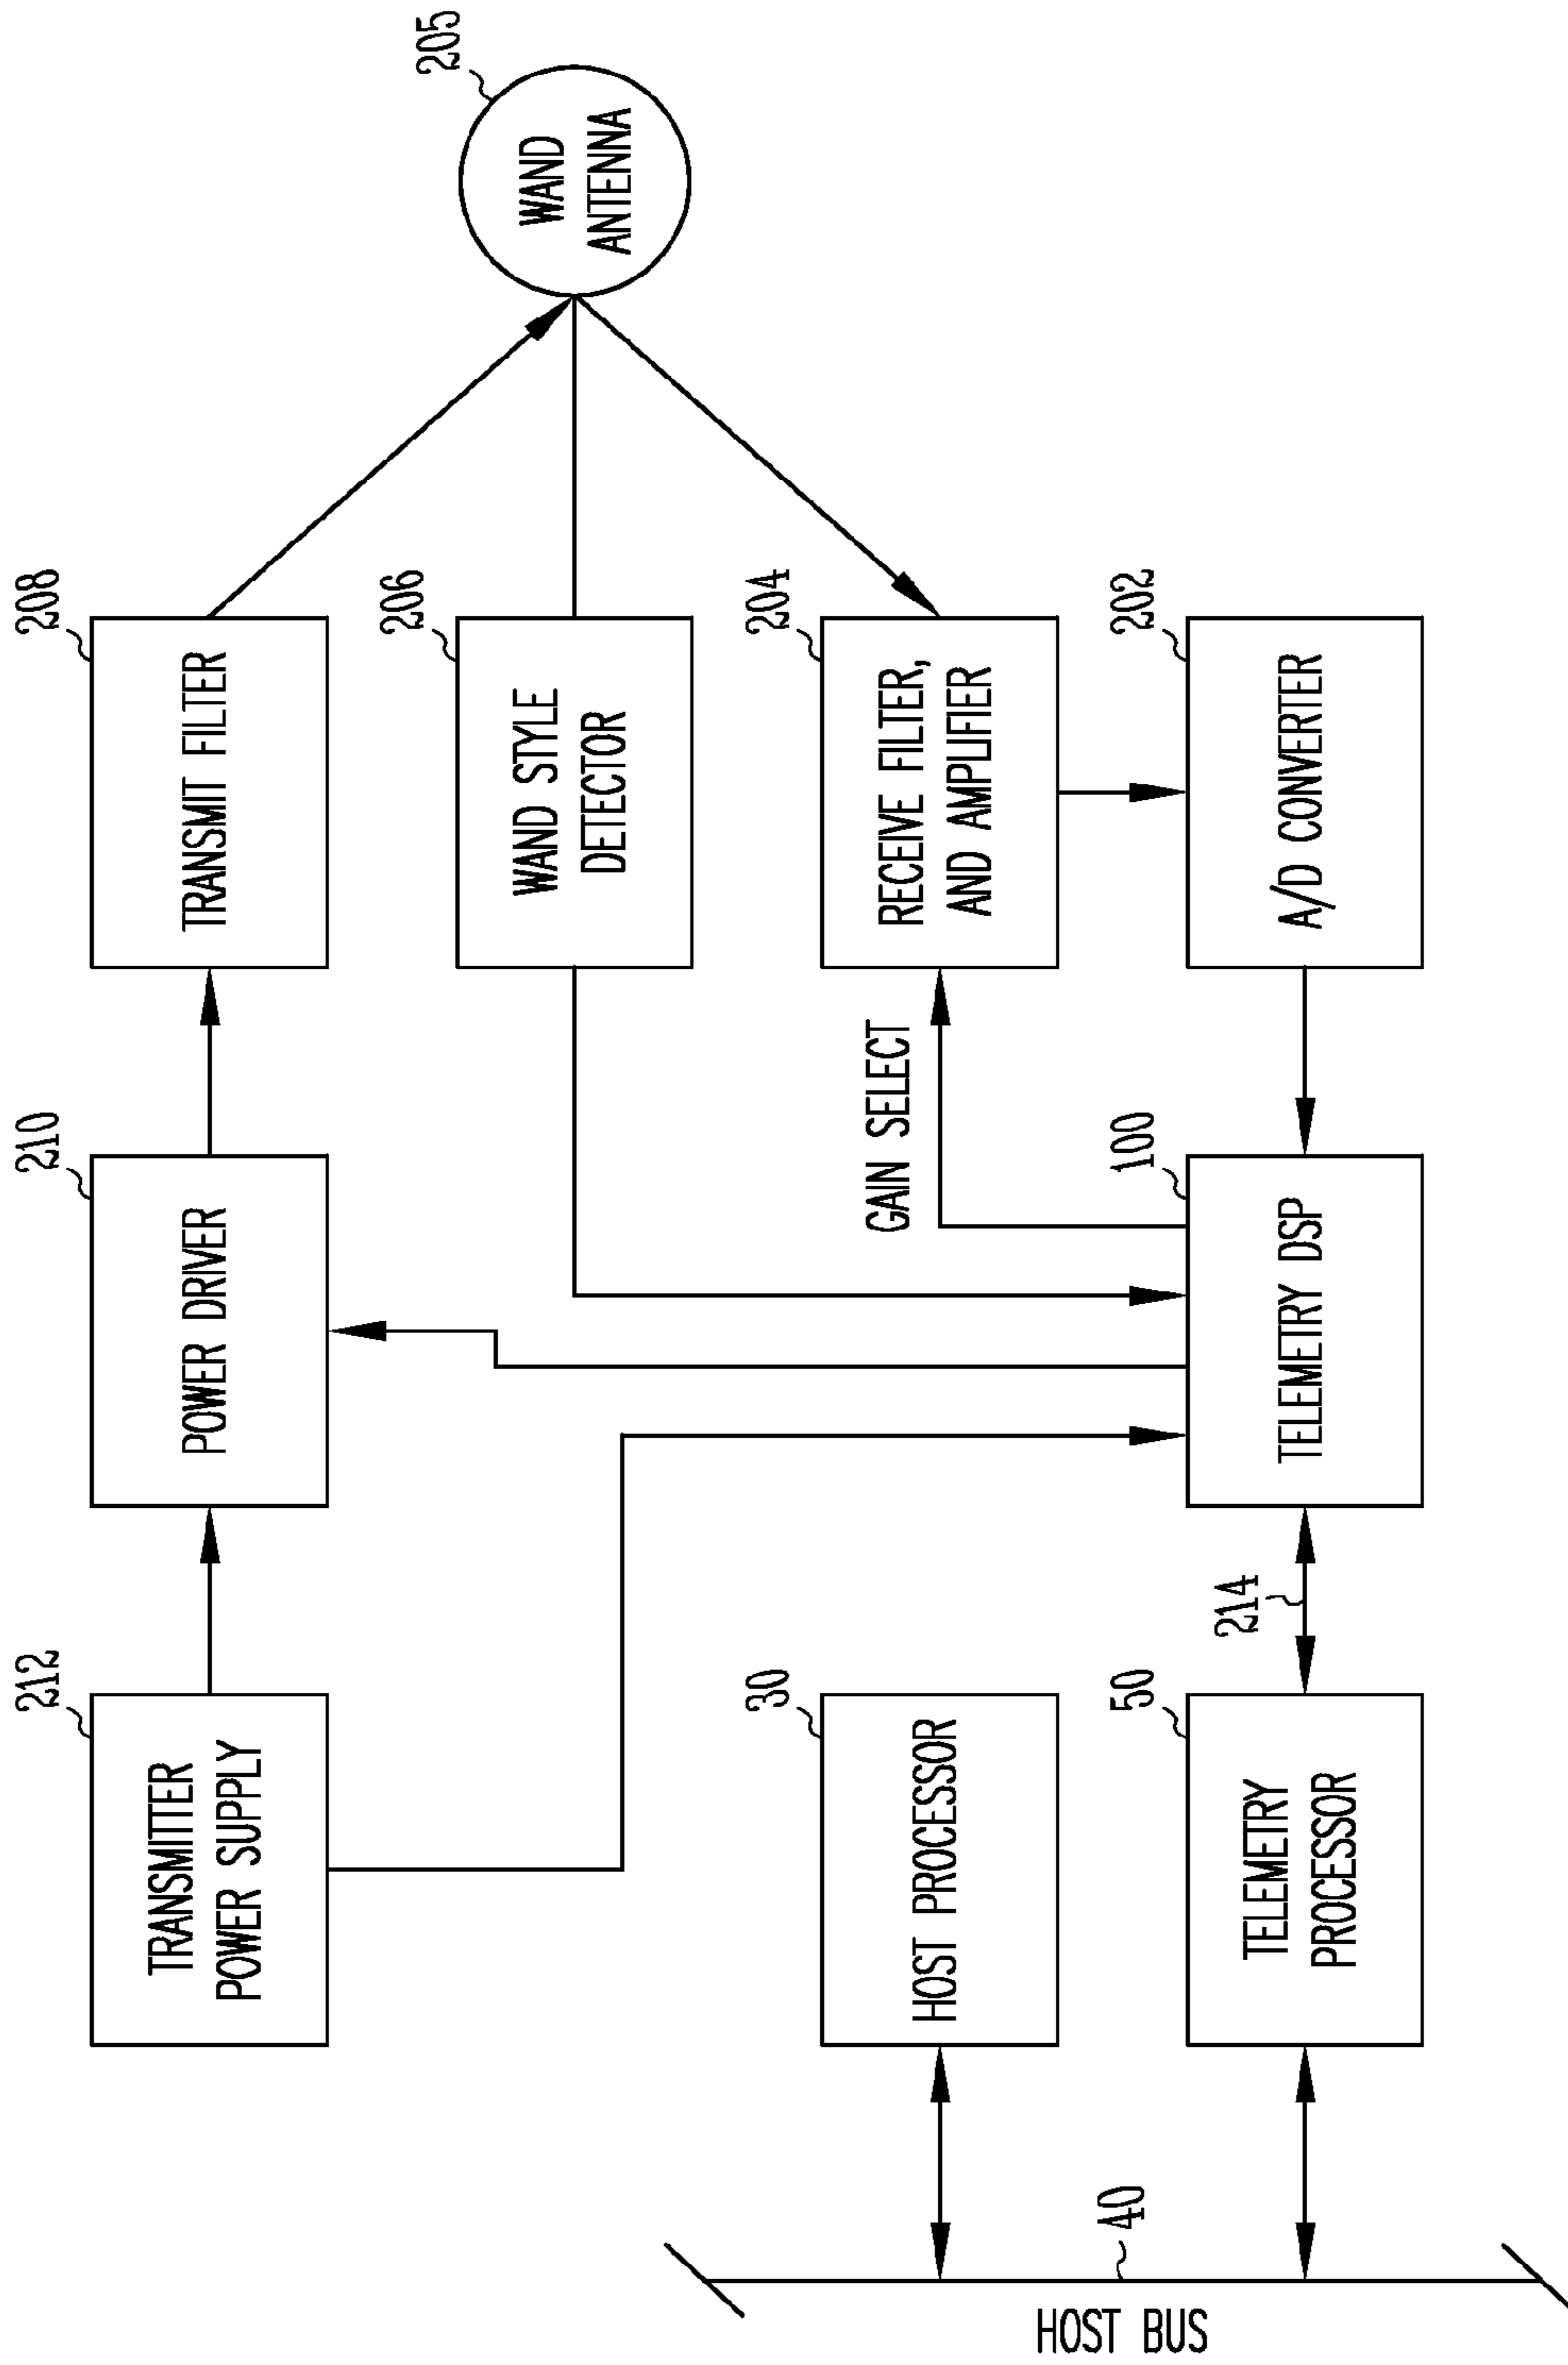 212
TRANSMITTER
POWER SUPPLY
210
POWER DRIVER
208
TRANSMIT FILTER
206
WAND STYLE
DETECTOR
205
WAND
ANTENNA
30
HOST PROCESSOR
GAIN SELECT
204
RECEIVE FILTER,
AND AMPLIFIER
40
HOST BUS
50
TELEMETRY
PROCESSOR
214
100
TELEMETRY DSP
202
A/D CONVERTER